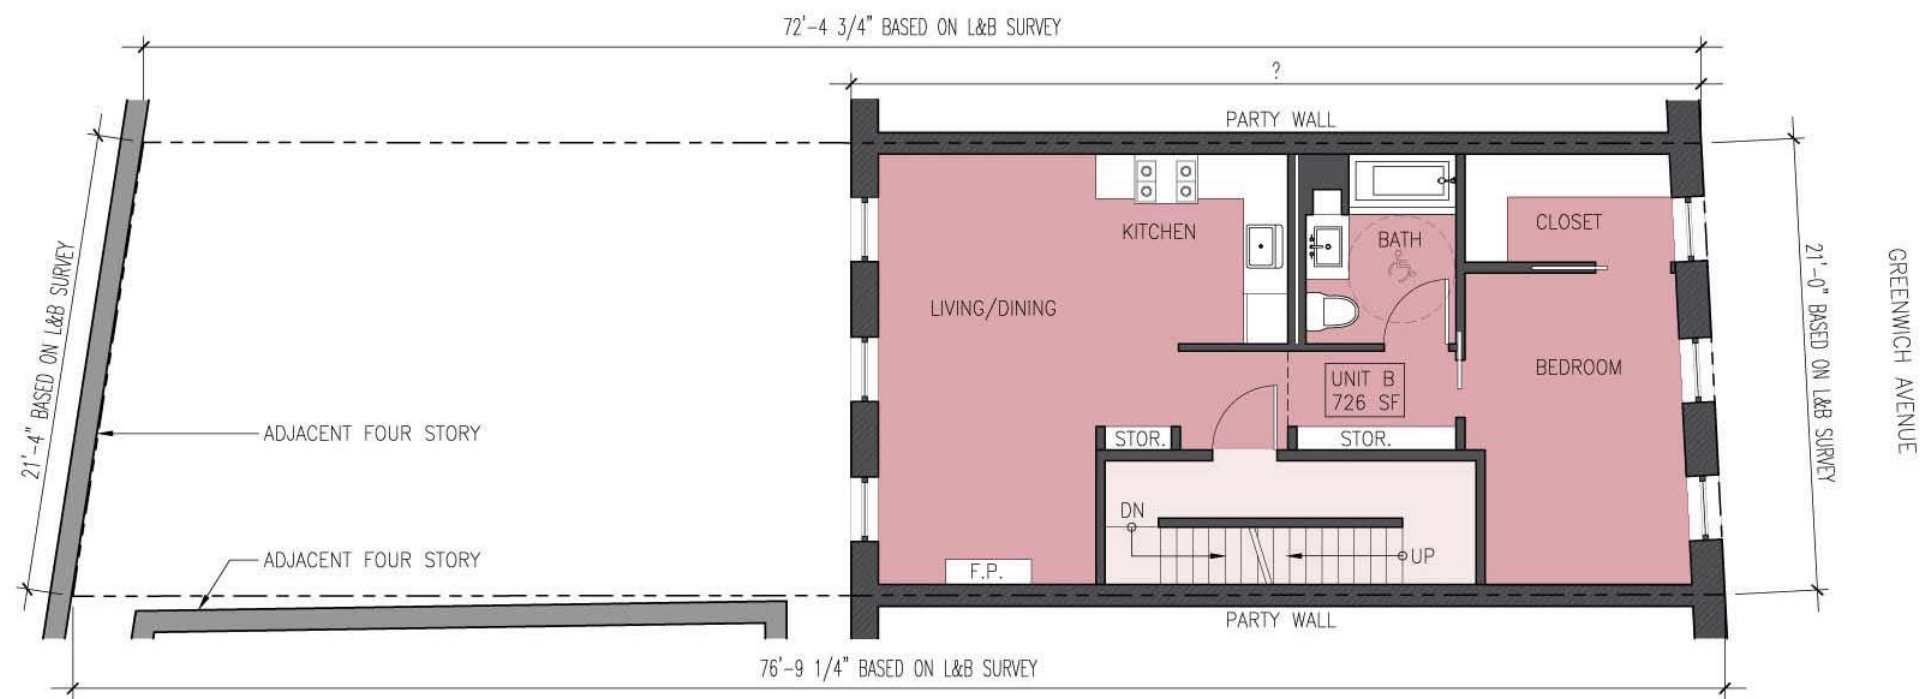 72'-4 3/4" BASED ON L&B SURVEY
?
PARTY WALL
KITCHEN
BATH
CLOSET
LIVING/DINING
BEDROOM
UNIT B
726 SF
STOR.
STOR.
DN
UP
F.P.
PARTY WALL
21'-4" BASED ON L&B SURVEY
ADJACENT FOUR STORY
ADJACENT FOUR STORY
21'-0" BASED ON L&B SURVEY
GREENWICH AVENUE
76'-9 1/4" BASED ON L&B SURVEY